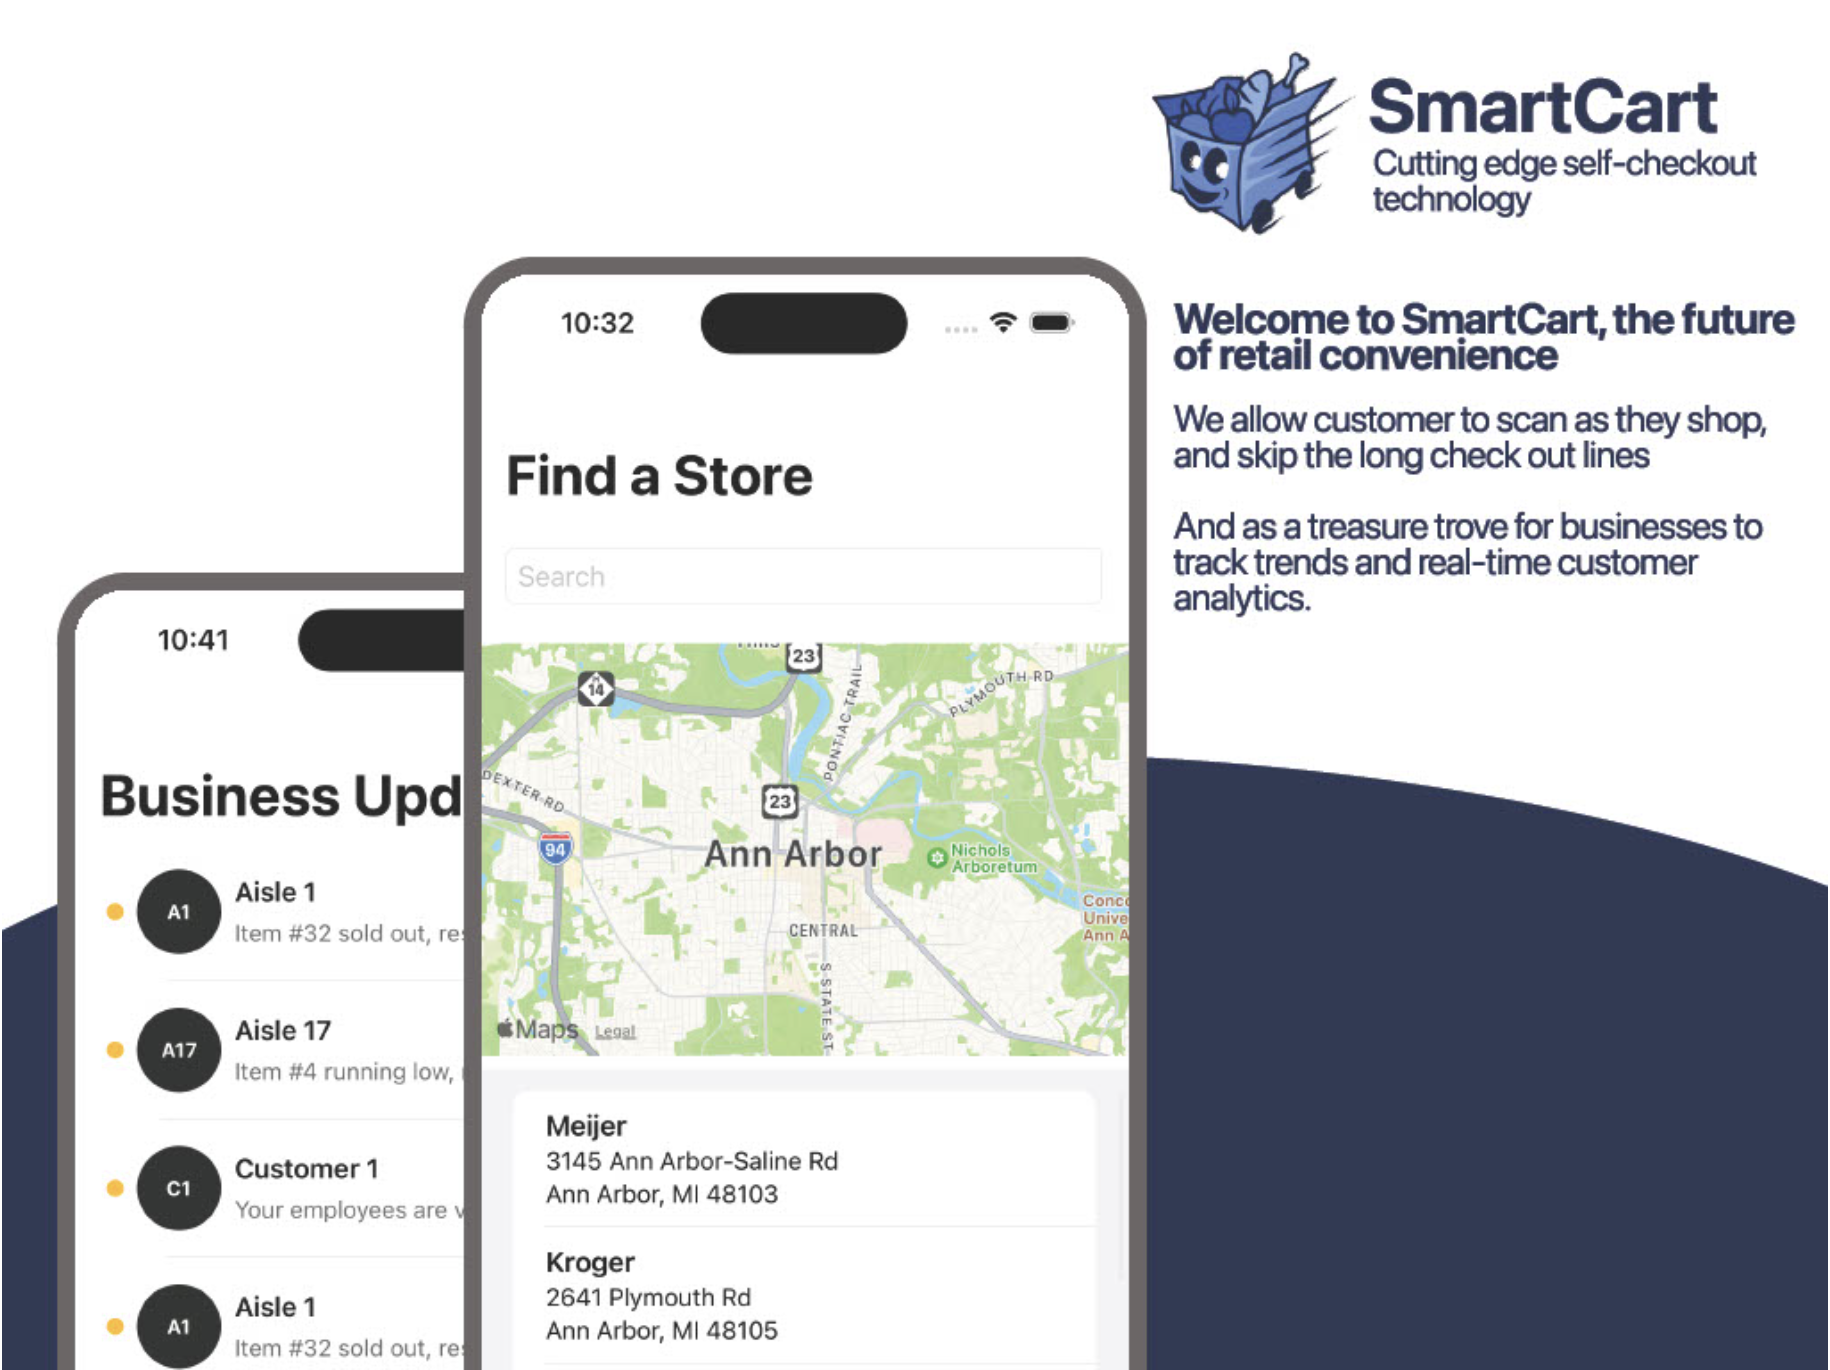 SmartCart
Cutting edge self-checkout
technology
Welcome to SmartCart, the future
of retail convenience
We allow customer to scan as they shop,
and skip the long check out lines
And as a treasure trove for businesses to
track trends and real-time customer
analytics.
10:32
Find a Store
Search
23
14
PLYMOUTH RD
PONTIAC TRAIL
DEXTER RD
23
94
Ann Arbor
Nichols
Arboretum
Conc
Unive
Ann A
CENTRAL
S STATE ST
Maps
Legal
Meijer
3145 Ann Arbor-Saline Rd
Ann Arbor, MI 48103
Kroger
2641 Plymouth Rd
Ann Arbor, MI 48105
10:41
Business Upd
A1
Aisle 1
Item #32 sold out, res
A17
Aisle 17
Item #4 running low,
C1
Customer 1
Your employees are v
A1
Aisle 1
Item #32 sold out, res